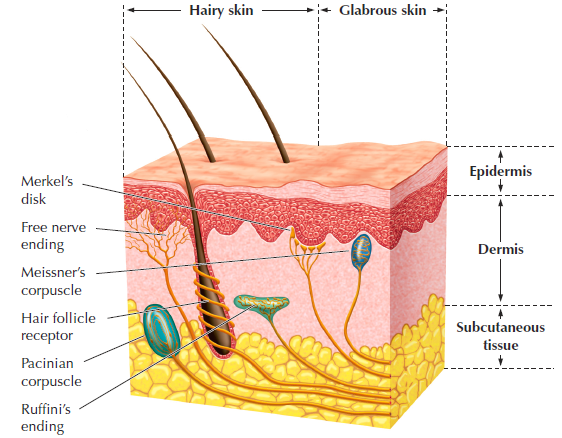 Hairy skin
Glabrous skin
Epidermis
Merkel's
disk
Free nerve
ending
Dermis
Meissner's
corpuscle
Hair follicle
receptor
Subcutaneous
tissue
Pacinian
corpuscle
Ruffini's
ending